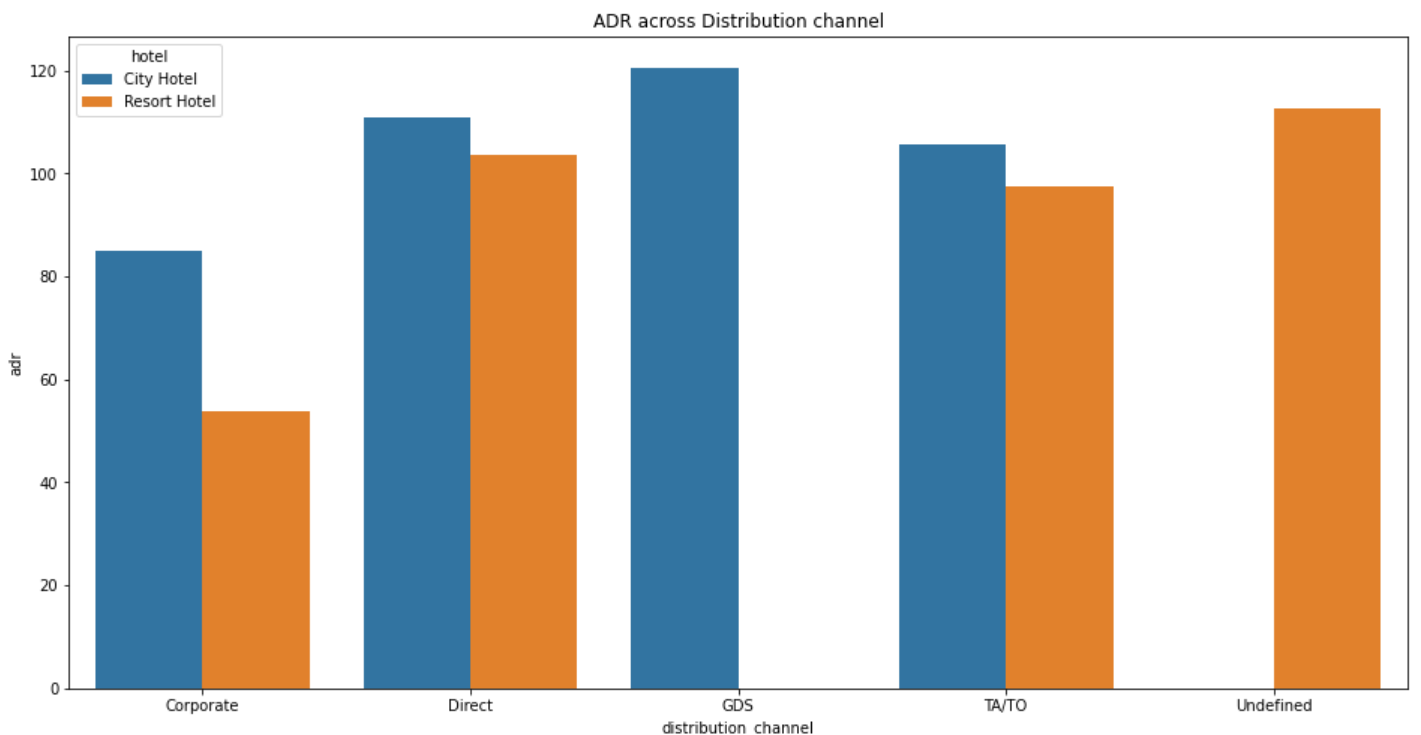 ADR across Distribution channel
hotel
City Hotel
Resort Hotel
120
100
80
60
40
20
0
adr
Corporate Direct GDS TA/TO Undefined
distribution_channel